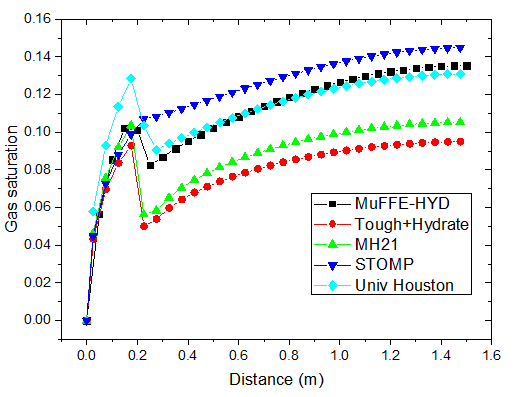 0.16
0.14
0.12
0.10
0.08
0.06
0.04
0.02
0.00
Gas saturation
MuFFE-HYD
Tough+Hydrate
MH21
STOMP
Univ Houston
0.0 0.2 0.4 0.6 0.8 1.0 1.2 1.4 1.6
Distance (m)